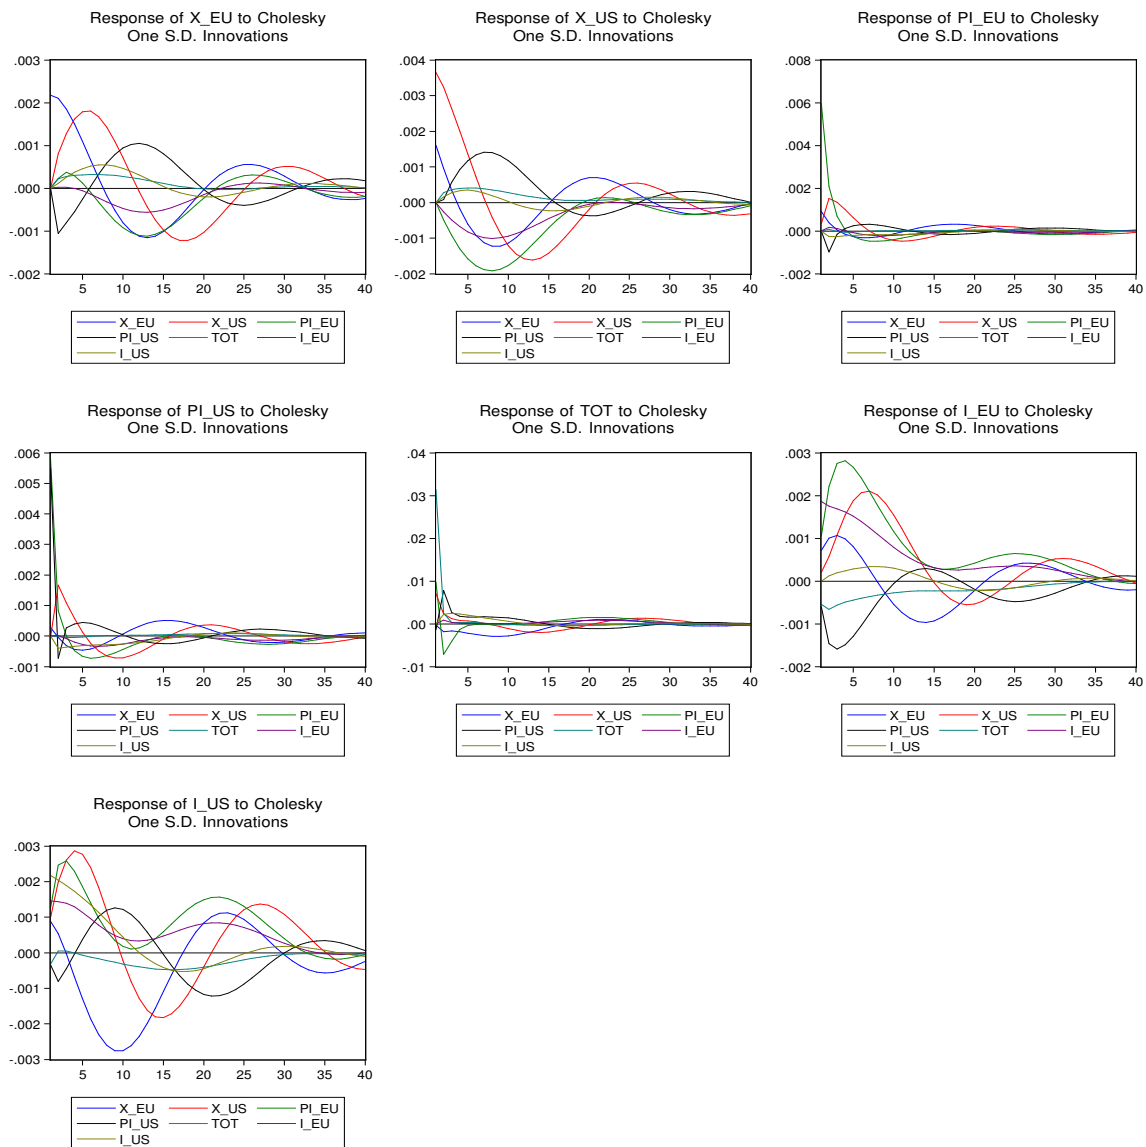 Response of X_EU to Cholesky
One S.D. Innovations
.003
.002
.001
.000
-.001
-.002
5 10 15 20 25 30 35 40
X_EU X_US PI_EU
PI_US TOT I_EU
I_US
Response of X_US to Cholesky
One S.D. Innovations
.004
.003
.002
.001
.000
-.001
-.002
5 10 15 20 25 30 35 40
X_EU X_US PI_EU
PI_US TOT I_EU
I_US
Response of PI_EU to Cholesky
One S.D. Innovations
.008
.006
.004
.002
.000
-.002
5 10 15 20 25 30 35 40
X_EU X_US PI_EU
PI_US TOT I_EU
I_US
Response of PI_US to Cholesky
One S.D. Innovations
.006
.005
.004
.003
.002
.001
.000
-.001
5 10 15 20 25 30 35 40
X_EU X_US PI_EU
PI_US TOT I_EU
I_US
Response of TOT to Cholesky
One S.D. Innovations
.04
.03
.02
.01
.00
-.01
5 10 15 20 25 30 35 40
X_EU X_US PI_EU
PI_US TOT I_EU
I_US
Response of I_EU to Cholesky
One S.D. Innovations
.003
.002
.001
.000
-.001
-.002
5 10 15 20 25 30 35 40
X_EU X_US PI_EU
PI_US TOT I_EU
I_US
Response of I_US to Cholesky
One S.D. Innovations
.003
.002
.001
.000
-.001
-.002
-.003
5 10 15 20 25 30 35 40
X_EU X_US PI_EU
PI_US TOT I_EU
I_US